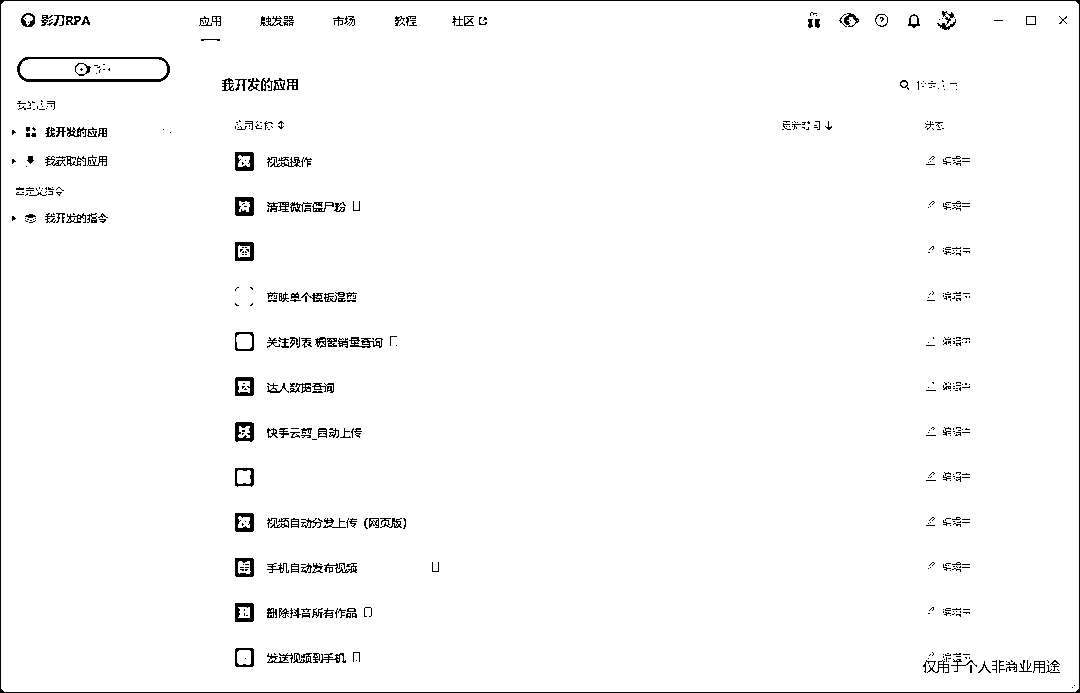 影刀RPA 应用 触发器 市场 教程 社区
新建
我的应用
我开发的应用
我获取的应用
自定义指令
我开发的指令
我开发的应用
应用名称 更新时间 状态
视频操作 编辑中
清理微信僵尸粉 编辑中
编辑中
剪映单个模板混剪 编辑中
关注列表 橱窗销量查询 编辑中
达人数据查询 编辑中
快手云剪_自动上传 编辑中
编辑中
视频自动分发上传（网页版） 编辑中
手机自动发布视频 编辑中
删除抖音所有作品 编辑中
发送视频到手机 编辑中
仅用于个人非商业用途